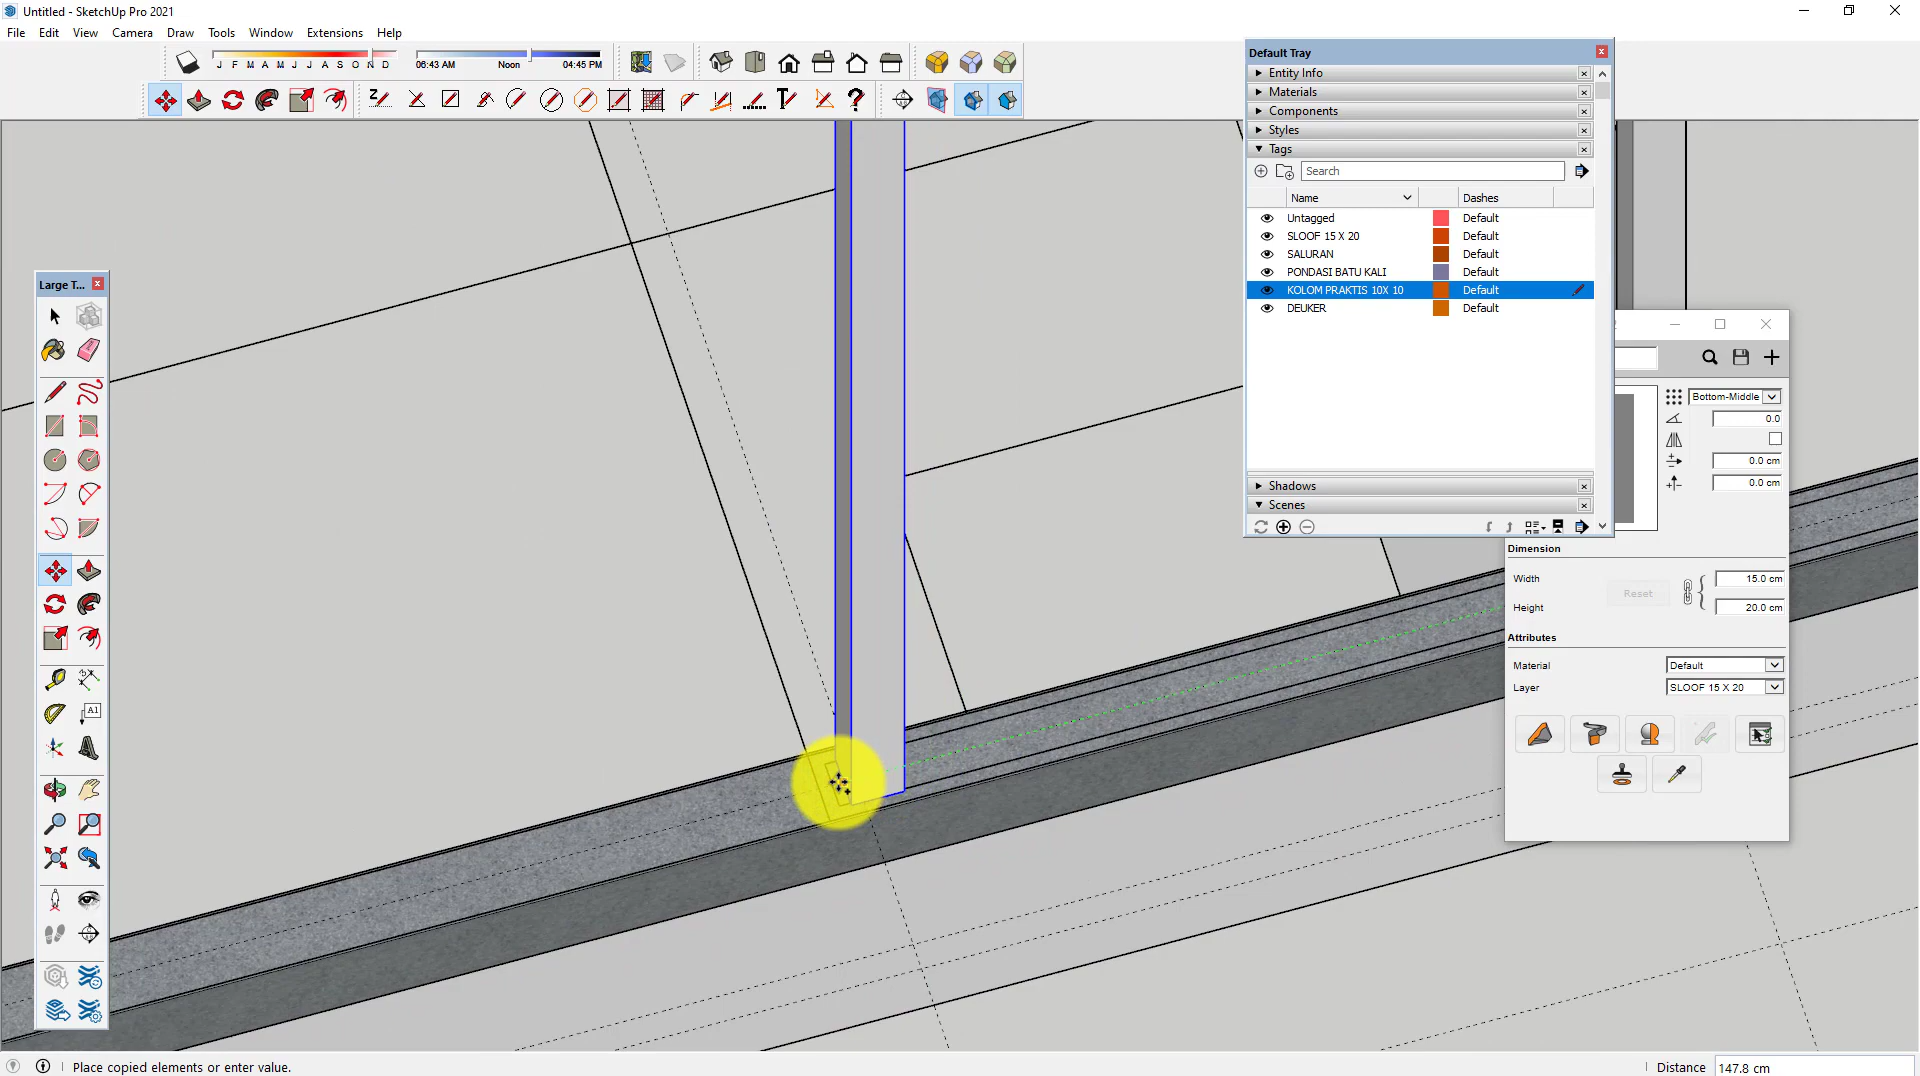 Untitled - SketchUp Pro 2021
File Edit View Camera Draw Tools Window Extensions Help
J F M A M J J A S O N D
06:43 AM Noon 04:45 PM
Default Tray
Entity Info
Materials
Components
Styles
Tags
Search
Name Dashes
Untagged Default
SLOOF 15 X 20 Default
SALURAN Default
PONDASI BATU KALI Default
KOLOM PRAKTIS 10X 10 Default
DEUKER Default
Shadows
Scenes
Large T...
A1
Bottom-Middle
0.0
0.0 cm
0.0 cm
Dimension
Width 15.0 cm
Reset
Height 20.0 cm
Attributes
Material Default
Layer SLOOF 15 X 20
Place copied elements or enter value.
Distance 147.8 cm